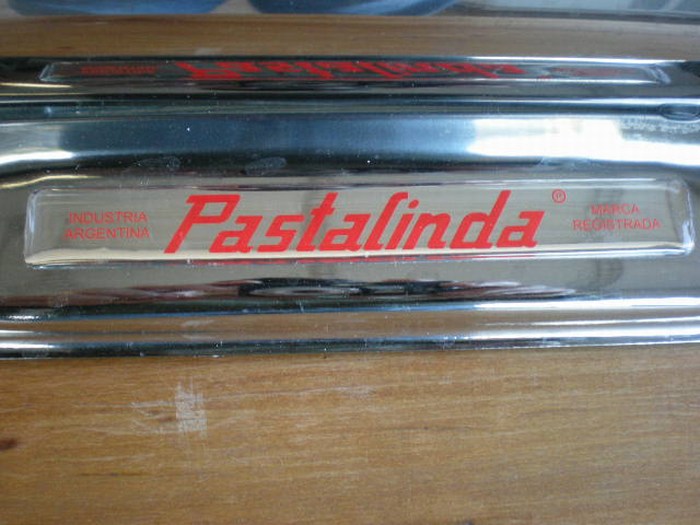 INDUSTRIA
ARGENTINA
Pastalinda®
MARCA
REGISTRADA